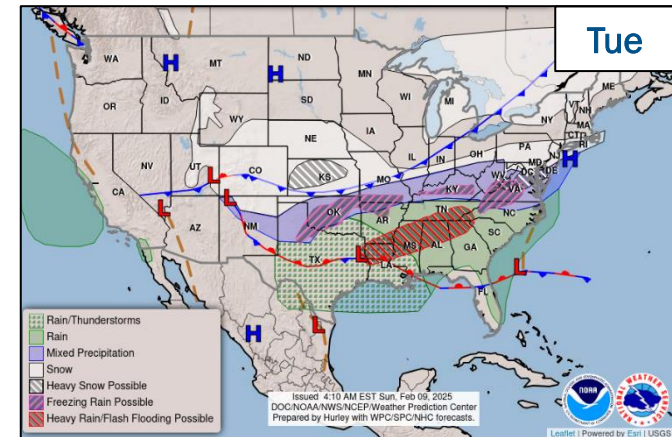 Tue
WA
MT
ND
MN
ME
H
H
OR
ID
SD
WI
MI
VT
NH
NY
MA
CT
RI
WY
IA
PA
NJ
NE
OH
MD
DE
H
NV
UT
CO
IL
IN
WV
DC
CA
L
KS
MO
KY
VA
L
L
AZ
NM
OK
AR
TN
NC
SC
TX
L
MS
AL
GA
LA
L
FL
H
L
Rain/Thunderstorms
Rain
Mixed Precipitation
Snow
Heavy Snow Possible
Freezing Rain Possible
Heavy Rain/Flash Flooding Possible
Issued 4:10 AM EST Sun, Feb 09, 2025
DOC/NOAA/NWS/NCEP/Weather Prediction Center
Prepared by Hurley with WPC/SPC/NHC forecasts.
NOAA
NATIONAL WEATHER SERVICE
Leaflet | Powered by Esri | USGS